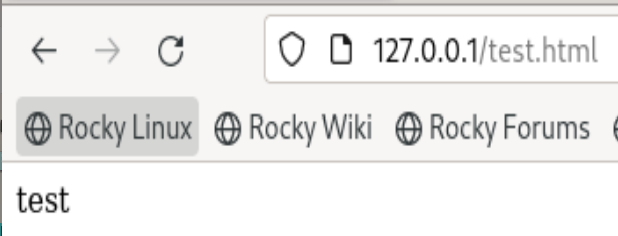 127.0.0.1/test.html
Rocky Linux Rocky Wiki Rocky Forums
test